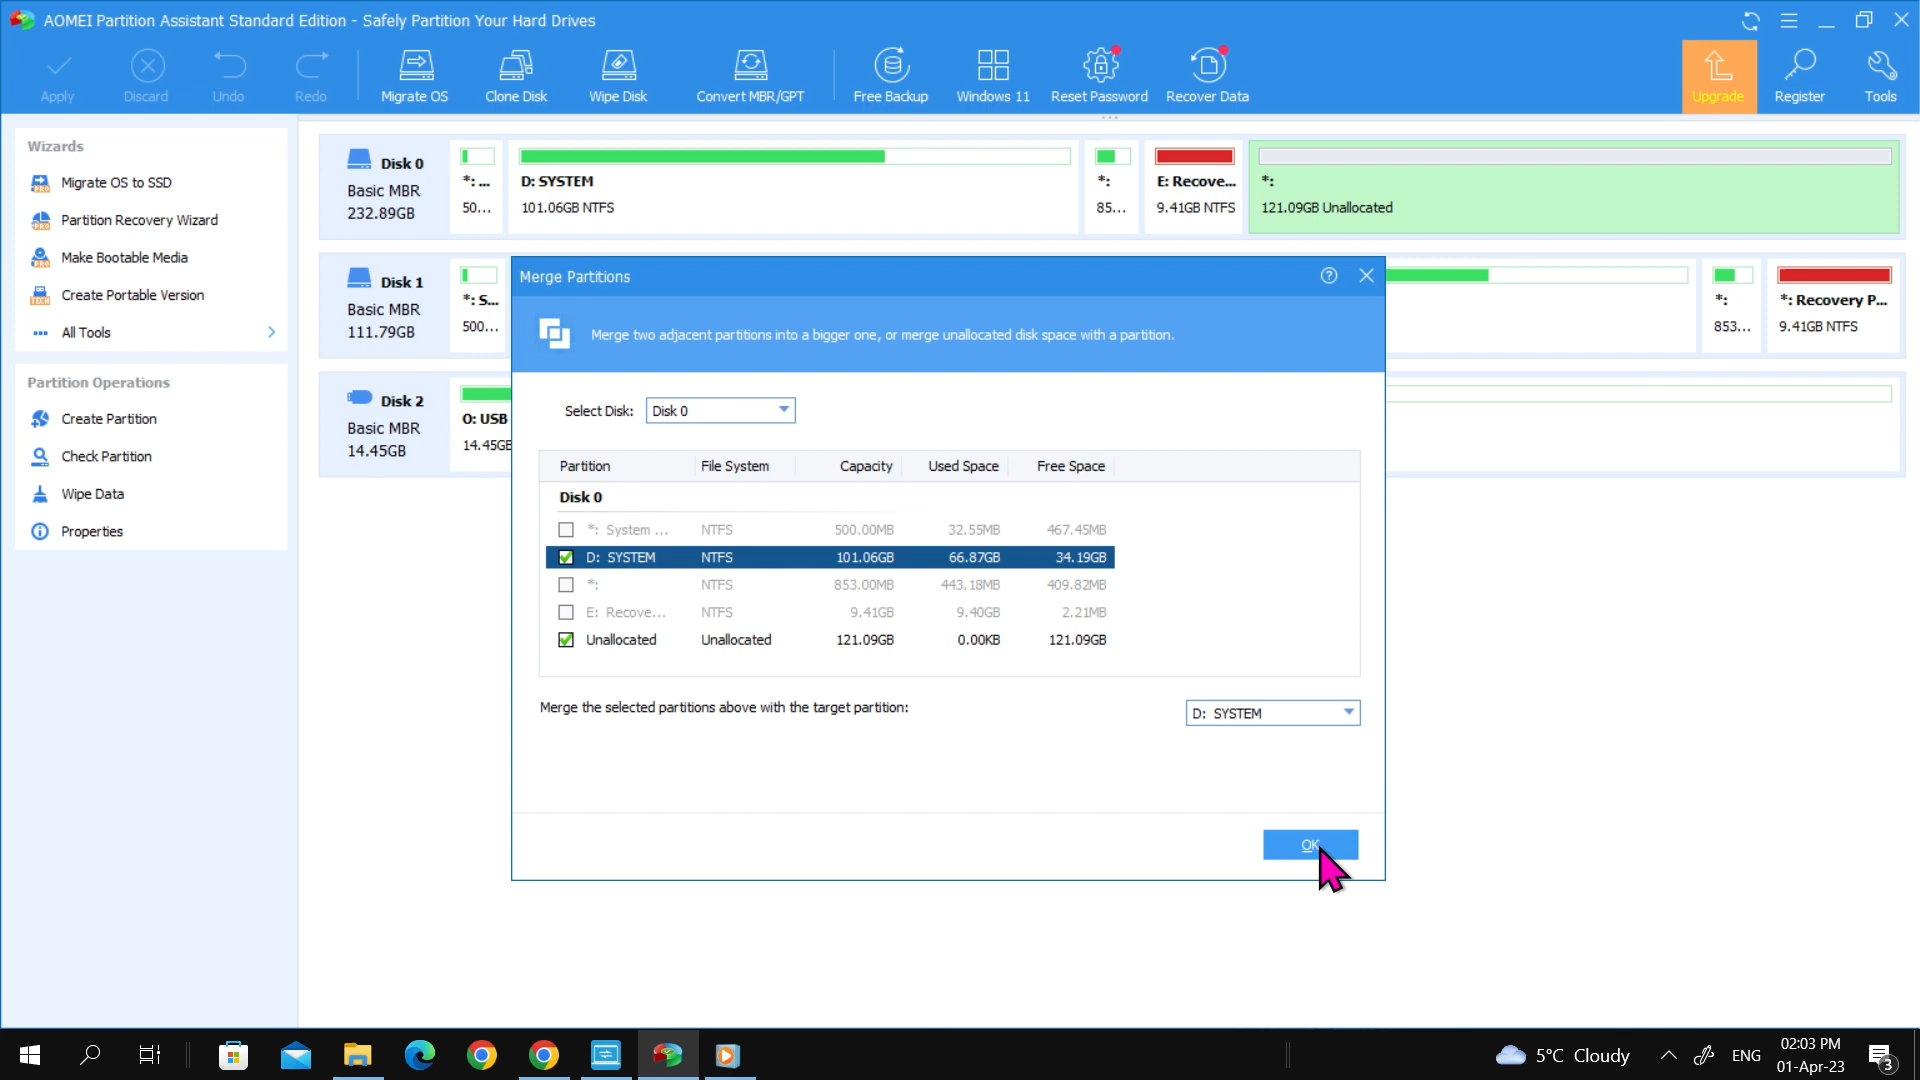 AOMEI Partition Assistant Standard Edition - Safely Partition Your Hard Drives
Apply
Discard
Undo
Redo
Migrate OS
Clone Disk
Wipe Disk
Convert MBR/GPT
Free Backup
Windows 11
Reset Password
Recover Data
Upgrade
Register
Tools
Wizards
Migrate OS to SSD
Partition Recovery Wizard
Make Bootable Media
Create Portable Version
All Tools
Partition Operations
Create Partition
Check Partition
Wipe Data
Properties
Disk 0
Basic MBR
232.89GB
*: ...
50...
D: SYSTEM
101.06GB NTFS
*:
85...
E: Recove...
9.41GB NTFS
*:
121.09GB Unallocated
Disk 1
Basic MBR
111.79GB
*: S...
500...
*:
853...
*: Recovery P...
9.41GB NTFS
Disk 2
Basic MBR
14.45GB
O: USB
14.45GB
Merge Partitions
Merge two adjacent partitions into a bigger one, or merge unallocated disk space with a partition.
Select Disk: Disk 0
Partition File System Capacity Used Space Free Space
Disk 0
*: System ... NTFS 500.00MB 32.55MB 467.45MB
D: SYSTEM NTFS 101.06GB 66.87GB 34.19GB
*: NTFS 853.00MB 443.18MB 409.82MB
E: Recove... NTFS 9.41GB 9.40GB 2.21MB
Unallocated Unallocated 121.09GB 0.00KB 121.09GB
Merge the selected partitions above with the target partition: D: SYSTEM
OK
5°C Cloudy
ENG
02:03 PM
01-Apr-23
3